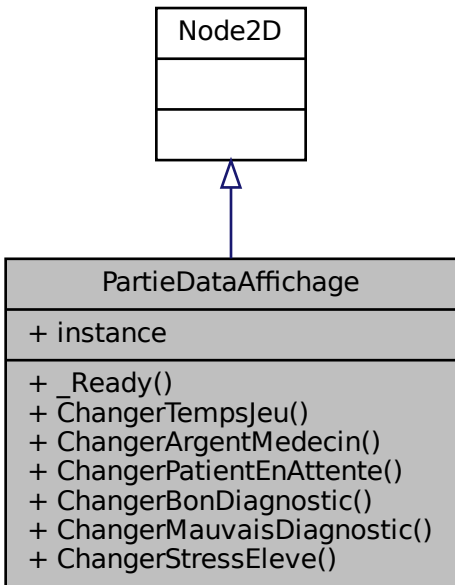 Node2D
PartieDataAffichage
+ instance
+ _Ready()
+ ChangerTempsJeu()
+ ChangerArgentMedecin()
+ ChangerPatientEnAttente()
+ ChangerBonDiagnostic()
+ ChangerMauvaisDiagnostic()
+ ChangerStressEleve()